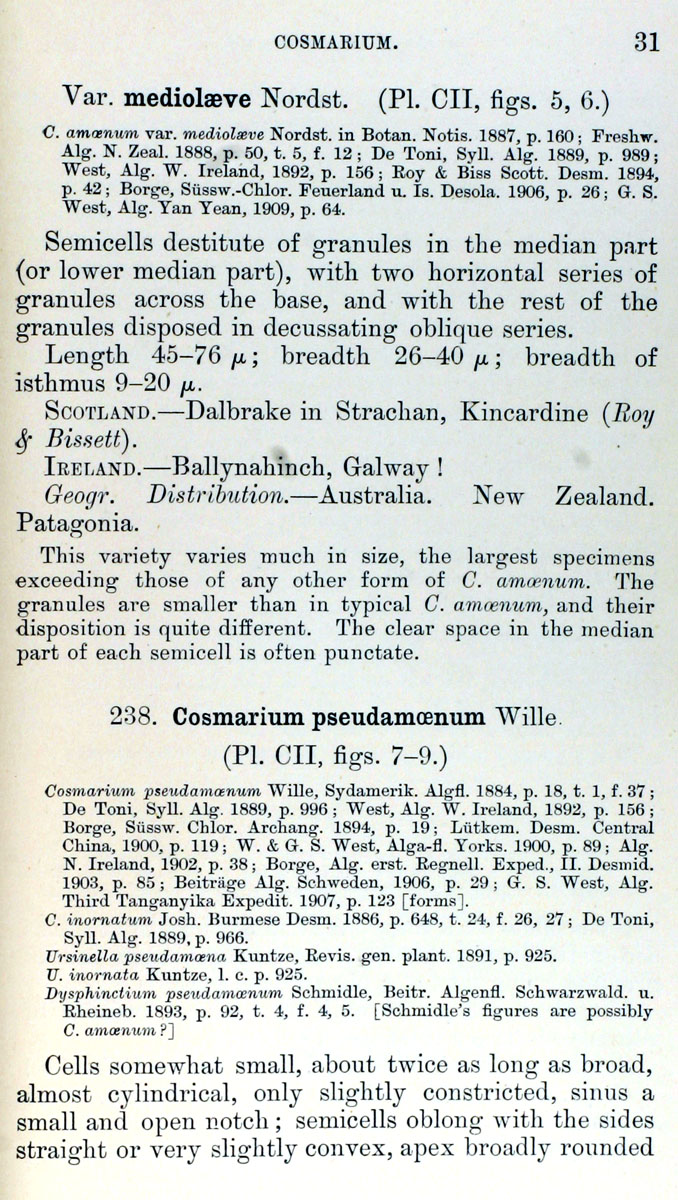 COSMARIUM. 31
Var. mediolæve Nordst. (Pl. CII, figs. 5, 6.)
C. amœnum var. mediolæve Nordst. in Botan. Notis. 1887, p. 160; Freshw.
Alg. N. Zeal. 1888, p. 50, t. 5, f. 12; De Toni, Syll. Alg. 1889, p. 989;
West, Alg. W. Ireland, 1892, p. 156; Roy & Biss Scott. Desm. 1894,
p. 42; Borge, Süssw.-Chlor. Feuerland u. Is. Desola. 1906, p. 26; G. S.
West, Alg. Yan Yean, 1909, p. 64.
Semicells destitute of granules in the median part
(or lower median part), with two horizontal series of
granules across the base, and with the rest of the
granules disposed in decussating oblique series.
Length 45–76 μ; breadth 26–40 μ; breadth of
isthmus 9–20 μ.
SCOTLAND.—Dalbrake in Strachan, Kincardine (Roy
& Bissett).
IRELAND.—Ballynahinch, Galway!
Geogr. Distribution.—Australia. New Zealand.
Patagonia.
This variety varies much in size, the largest specimens
exceeding those of any other form of C. amœnum. The
granules are smaller than in typical C. amœnum, and their
disposition is quite different. The clear space in the median
part of each semicell is often punctate.
238. Cosmarium pseudamœnum Wille.
(Pl. CII, figs. 7–9.)
Cosmarium pseudamœnum Wille, Sydamerik. Algfl. 1884, p. 18, t. 1, f. 37;
De Toni, Syll. Alg. 1889, p. 996; West, Alg. W. Ireland, 1892, p. 156;
Borge, Süssw. Chlor. Archang. 1894, p. 19; Lütkem. Desm. Central
China, 1900, p. 119; W. & G. S. West, Alga-fl. Yorks. 1900, p. 89; Alg.
N. Ireland, 1902, p. 38; Borge, Alg. erst. Regnell. Exped., II. Desmid.
1903, p. 85; Beiträge Alg. Schweden, 1906, p. 29; G. S. West, Alg.
Third Tanganyika Expedit. 1907, p. 123 [forms].
C. inornatum Josh. Burmese Desm. 1886, p. 648, t. 24, f. 26, 27; De Toni,
Syll. Alg. 1889, p. 966.
Ursinella pseudamœna Kuntze, Revis. gen. plant. 1891, p. 925.
U. inornata Kuntze, l. c. p. 925.
Dysphinctium pseudamœnum Schmidle, Beitr. Algenfl. Schwarzwald. u.
Rheineb. 1893, p. 92, t. 4, f. 4, 5. [Schmidle's figures are possibly
C. amœnum?]
Cells somewhat small, about twice as long as broad,
almost cylindrical, only slightly constricted, sinus a
small and open notch; semicells oblong with the sides
straight or very slightly convex, apex broadly rounded